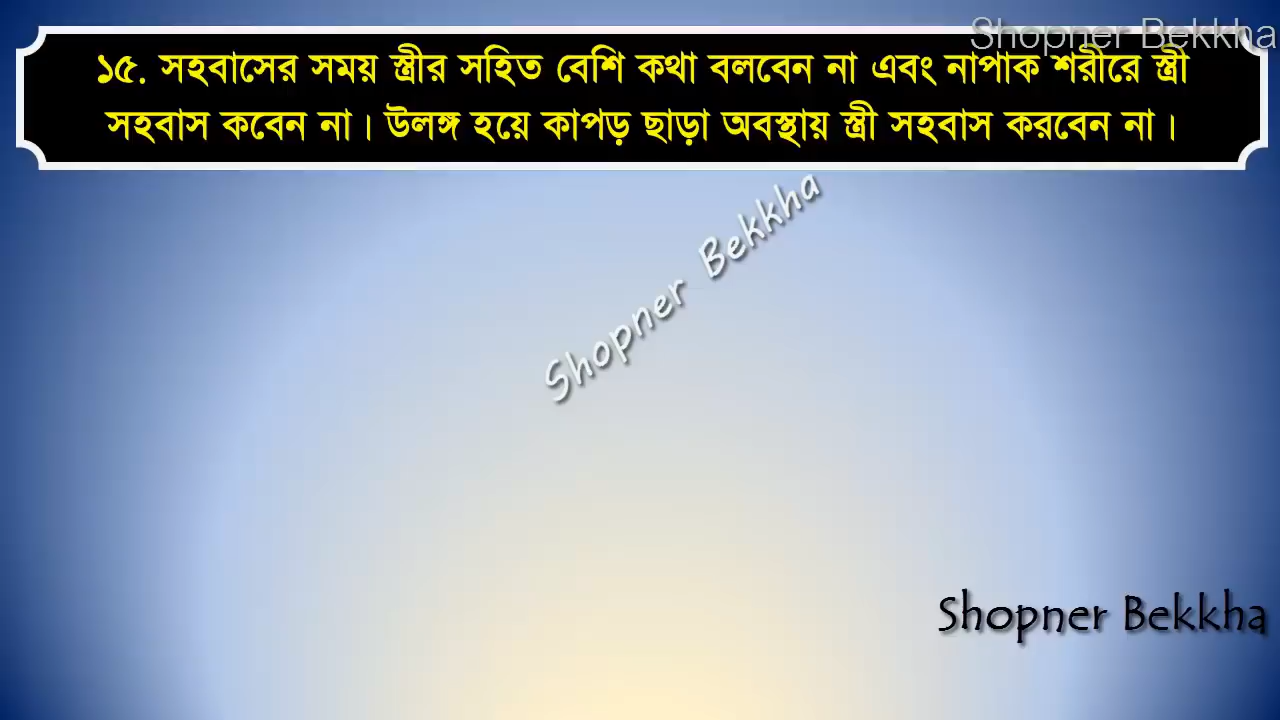 Shopner Bekkha
১৫. সহবাসের সময় স্ত্রীর সহিত বেশি কথা বলবেন না এবং নাপাক শরীরে স্ত্রী
সহবাস কবেন না। উলঙ্গ হয়ে কাপড় ছাড়া অবস্থায় স্ত্রী সহবাস করবেন না।
Shopner Bekkha
Shopner Bekkha